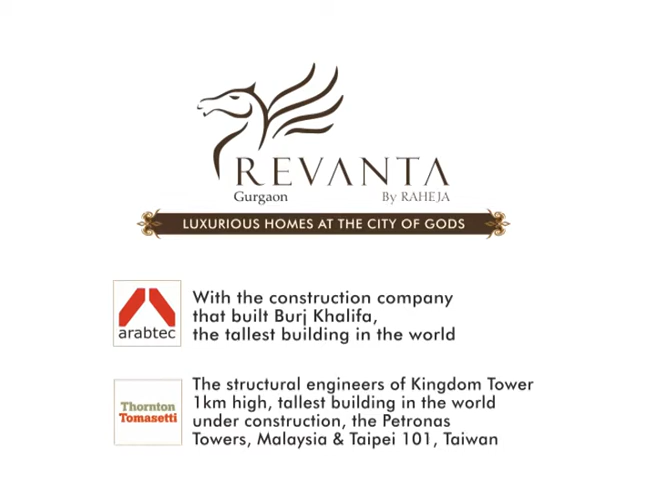 REVANTA
Gurgaon By RAHEJA
LUXURIOUS HOMES AT THE CITY OF GODS
arabtec
With the construction company
that built Burj Khalifa,
the tallest building in the world
Thornton
Tomasetti
The structural engineers of Kingdom Tower
1km high, tallest building in the world
under construction, the Petronas
Towers, Malaysia & Taipei 101, Taiwan